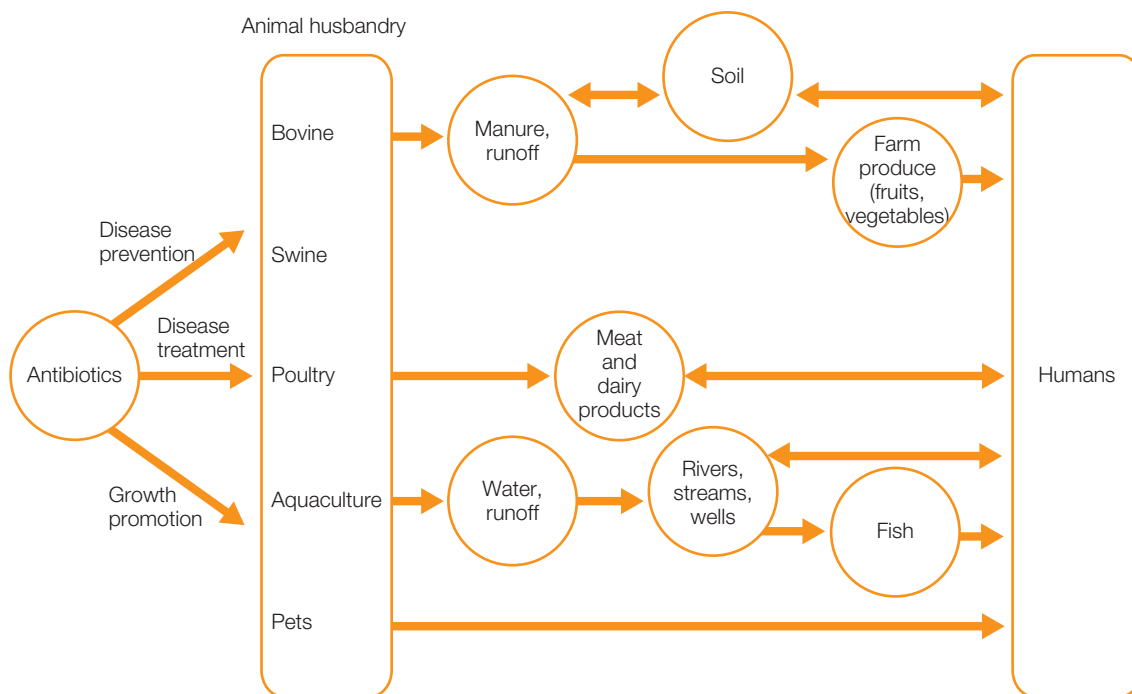 Animal husbandry
Soil
Bovine
Manure,
runoff
Farm
produce
(fruits,
vegetables)
Disease
prevention
Swine
Disease
treatment
Antibiotics
Poultry
Meat
and
dairy
products
Humans
Growth
promotion
Aquaculture
Water,
runoff
Rivers,
streams,
wells
Fish
Pets